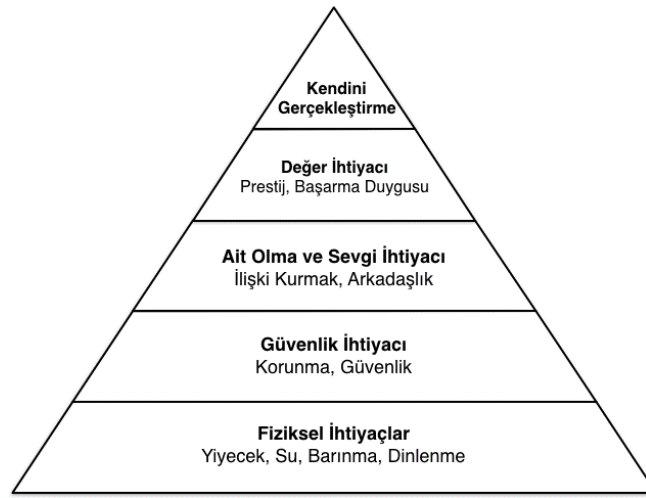 Kendini
Gerçekleştirme
Değer İhtiyacı
Prestij, Başarma Duygusu
Ait Olma ve Sevgi İhtiyacı
İlişki Kurmak, Arkadaşlık
Güvenlik İhtiyacı
Korunma, Güvenlik
Fiziksel İhtiyaçlar
Yiyecek, Su, Barınma, Dinlenme